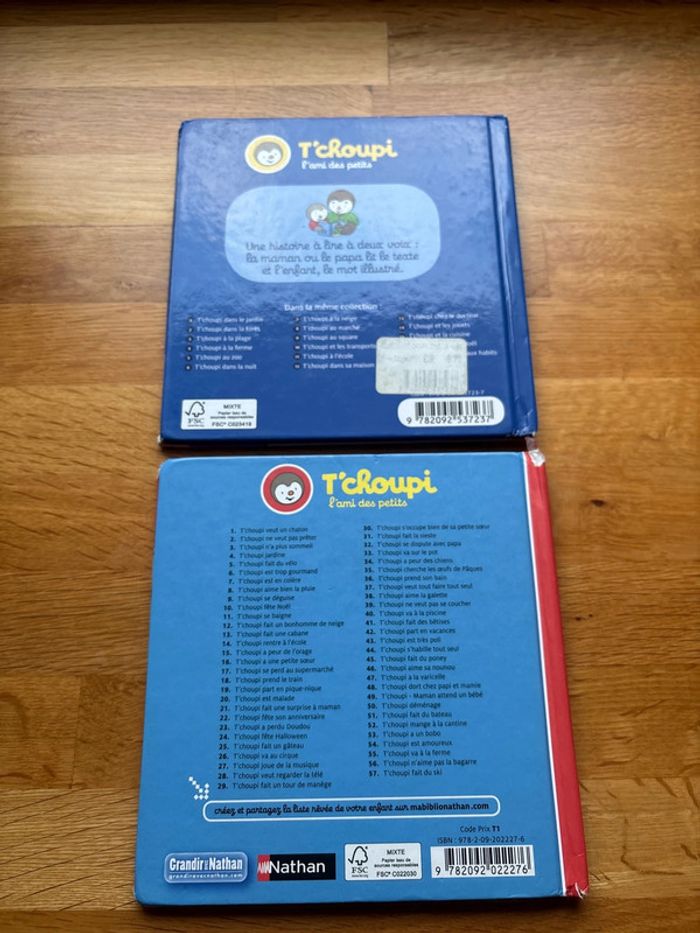 T'choupi
l'ami des petits
Une histoire à lire à deux voix :
la maman ou le papa lit le texte
et l'enfant, le mot illustré.
Dans la même collection :
T'choupi dans le jardin
T'choupi dans la forêt
T'choupi à la plage
T'choupi à la ferme
T'choupi au zoo
T'choupi dans la nuit
T'choupi à la neige
T'choupi au marché
T'choupi au square
T'choupi et les transports
T'choupi à l'école
T'choupi dans sa maison
T'choupi chez le docteur
T'choupi et les jouets
T'choupi et la cuisine
habits
MIXTE
Papier issu de
sources responsables
FSC
FSC® C023419
9 782092 537237
T'choupi
l'ami des petits
1. T'choupi veut un chaton
2. T'choupi ne veut pas prêter
3. T'choupi n'a plus sommeil
4. T'choupi jardine
5. T'choupi fait du vélo
6. T'choupi est trop gourmand
7. T'choupi est en colère
8. T'choupi aime bien la pluie
9. T'choupi se déguise
10. T'choupi fête Noël
11. T'choupi se baigne
12. T'choupi fait un bonhomme de neige
13. T'choupi fait une cabane
14. T'choupi rentre à l'école
15. T'choupi a peur de l'orage
16. T'choupi a une petite sœur
17. T'choupi se perd au supermarché
18. T'choupi prend le train
19. T'choupi part en pique-nique
20. T'choupi est malade
21. T'choupi fait une surprise à maman
22. T'choupi fête son anniversaire
23. T'choupi a perdu Doudou
24. T'choupi fête Halloween
25. T'choupi fait un gâteau
26. T'choupi va au cirque
27. T'choupi joue de la musique
28. T'choupi veut regarder la télé
29. T'choupi fait un tour de manège
30. T'choupi s'occupe bien de sa petite sœur
31. T'choupi fait la sieste
32. T'choupi se dispute avec papa
33. T'choupi va sur le pot
34. T'choupi a peur des chiens
35. T'choupi cherche les œufs de Pâques
36. T'choupi prend son bain
37. T'choupi veut tout faire tout seul
38. T'choupi aime la galette
39. T'choupi ne veut pas se coucher
40. T'choupi va à la piscine
41. T'choupi fait des bêtises
42. T'choupi part en vacances
43. T'choupi est très poli
44. T'choupi s'habille tout seul
45. T'choupi fait du poney
46. T'choupi aime sa nounou
47. T'choupi a la varicelle
48. T'choupi dort chez papi et mamie
49. T'choupi - Maman attend un bébé
50. T'choupi déménage
51. T'choupi fait du bateau
52. T'choupi mange à la cantine
53. T'choupi a un bobo
54. T'choupi est amoureux
55. T'choupi va à la ferme
56. T'choupi n'aime pas la bagarre
57. T'choupi fait du ski
créez et partagez la liste rêvée de votre enfant sur mabiblionathan.com
Code Prix T1
ISBN : 978-2-09-202227-6
Grandir avec Nathan
grandiravecnathan.com
Nathan
FSC
MIXTE
Papier issu de
sources responsables
FSC® C022030
9 782092 022276